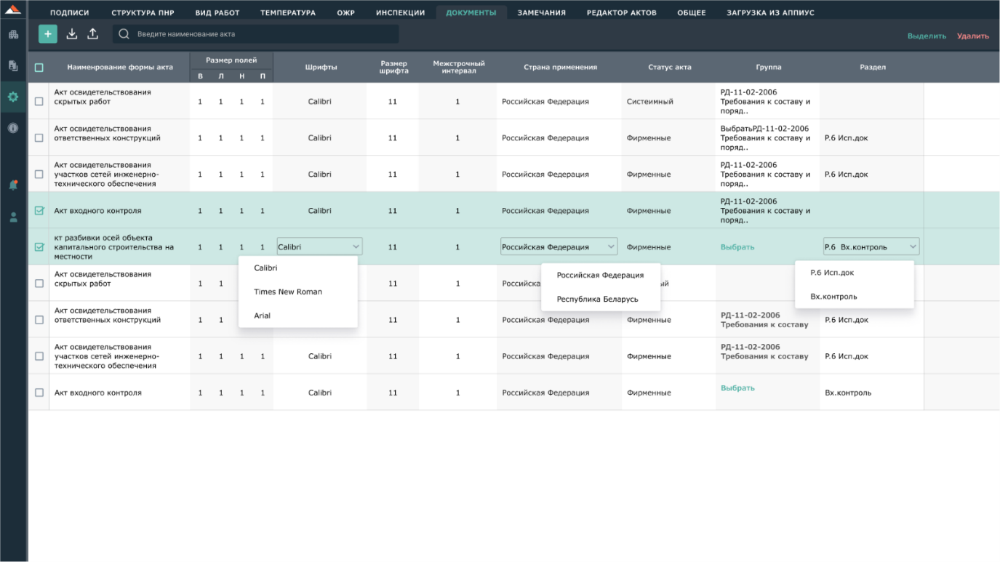 ПОДПИСИ СТРУКТУРА ПНР ВИД РАБОТ ТЕМПЕРАТУРА ОЖР ИНСПЕКЦИИ ДОКУМЕНТЫ ЗАМЕЧАНИЯ РЕДАКТОР АКТОВ ОБЩЕЕ ЗАГРУЗКА ИЗ АППИУС
Введите наименование акта
Выделить Удалить
Наименрование формы акта
Размер полей
В Л Н П
Шрифты
Размер
шрифта
Межстрочный
интервал
Страна применения
Статус акта
Группа
Раздел
Акт освидетельствования
скрытых работ
1 1 1 1 Calibri 11 1 Российская Федерация Систеимный
РД-11-02-2006
Требования к составу и
поряд..
Акт освидетельствования
ответственных конструкций
1 1 1 1 Calibri 11 1 Российская Федерация Фирменные
ВыбратьРД-11-02-2006
Требования к составу и
поряд..
Р.6 Исп.док
Акт освидетельствования
участков сетей инженерно-
технического обеспечения
1 1 1 1 Calibri 11 1 Российская Федерация Фирменные
РД-11-02-2006
Требования к составу и
поряд..
Р.6 Исп.док
Акт входного контроля
1 1 1 1 Calibri 11 1 Российская Федерация Фирменные
РД-11-02-2006
Требования к составу и
поряд..
кт разбивки осей объекта
капитального строительства на
местности
1 1 1 1 Calibri 11 1 Российская Федерация Фирменные Выбрать Р.6 Вх.контроль
Calibri
Times New Roman
Arial
Российская Федерация
Республика Беларусь
Р.6 Исп.док
Вх.контроль
Акт освидетельствования
скрытых работ
1 1 11 1
Акт освидетельствования
ответственных конструкций
1 1 11 1 Российская Федерация Фирменные
РД-11-02-2006
Требования к составу
Р.6 Исп.док
Акт освидетельствования
участков сетей инженерно-
технического обеспечения
1 1 1 1 Calibri 11 1 Российская Федерация Фирменные
РД-11-02-2006
Требования к составу
Р.6 Исп.док
Акт входного контроля
1 1 1 1 Calibri 11 1 Российская Федерация Фирменные Выбрать Вх.контроль